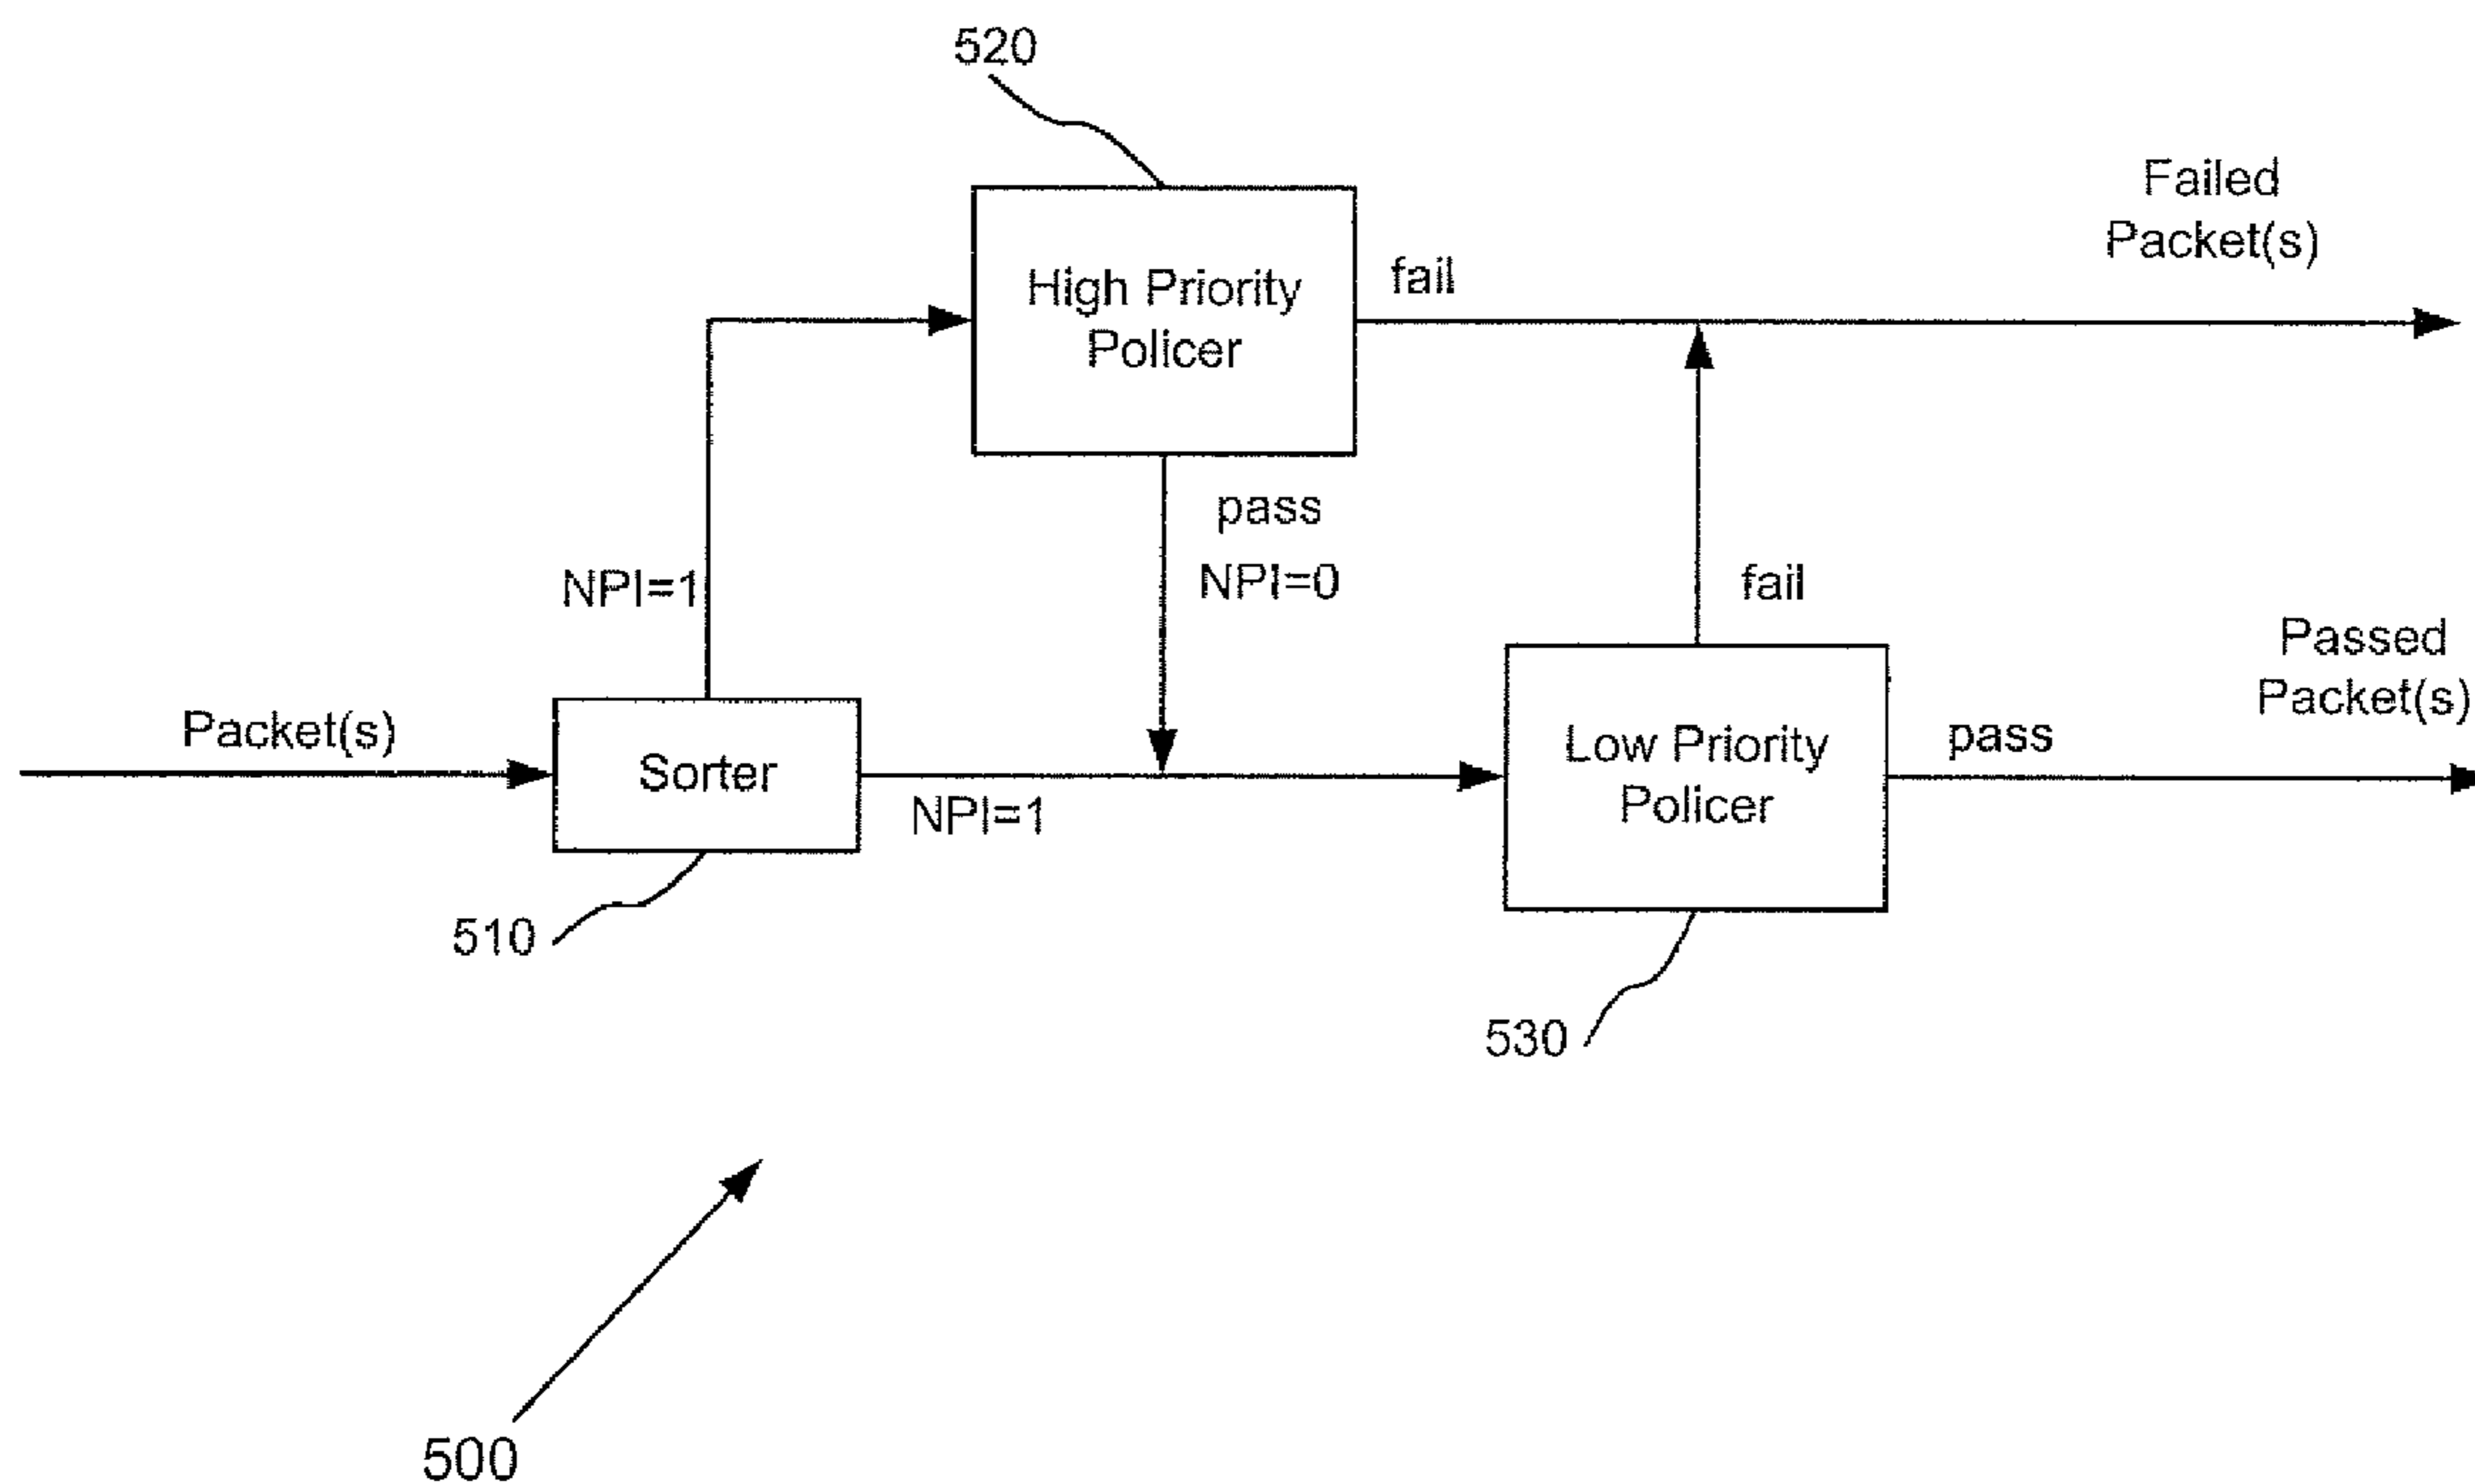 520
Failed
Packet(s)
High Priority
Policer
fail
pass
NPI=0
NPI=1
fail
Passed
Packet(s)
Packet(s)
Sorter
NPI=1
Low Priority
Policer
pass
510
530
500